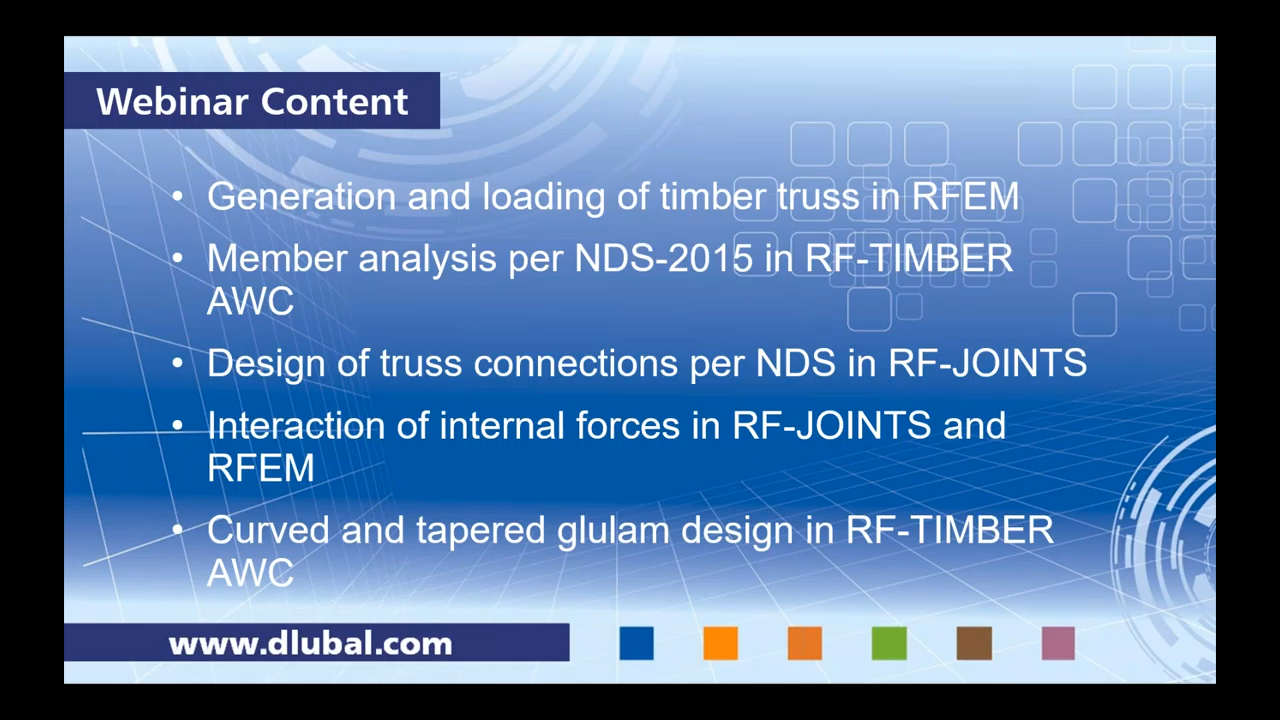 Webinar Content
• Generation and loading of timber truss in RFEM
• Member analysis per NDS-2015 in RF-TIMBER
AWC
• Design of truss connections per NDS in RF-JOINTS
• Interaction of internal forces in RF-JOINTS and
RFEM
• Curved and tapered glulam design in RF-TIMBER
AWC
www.dlubal.com